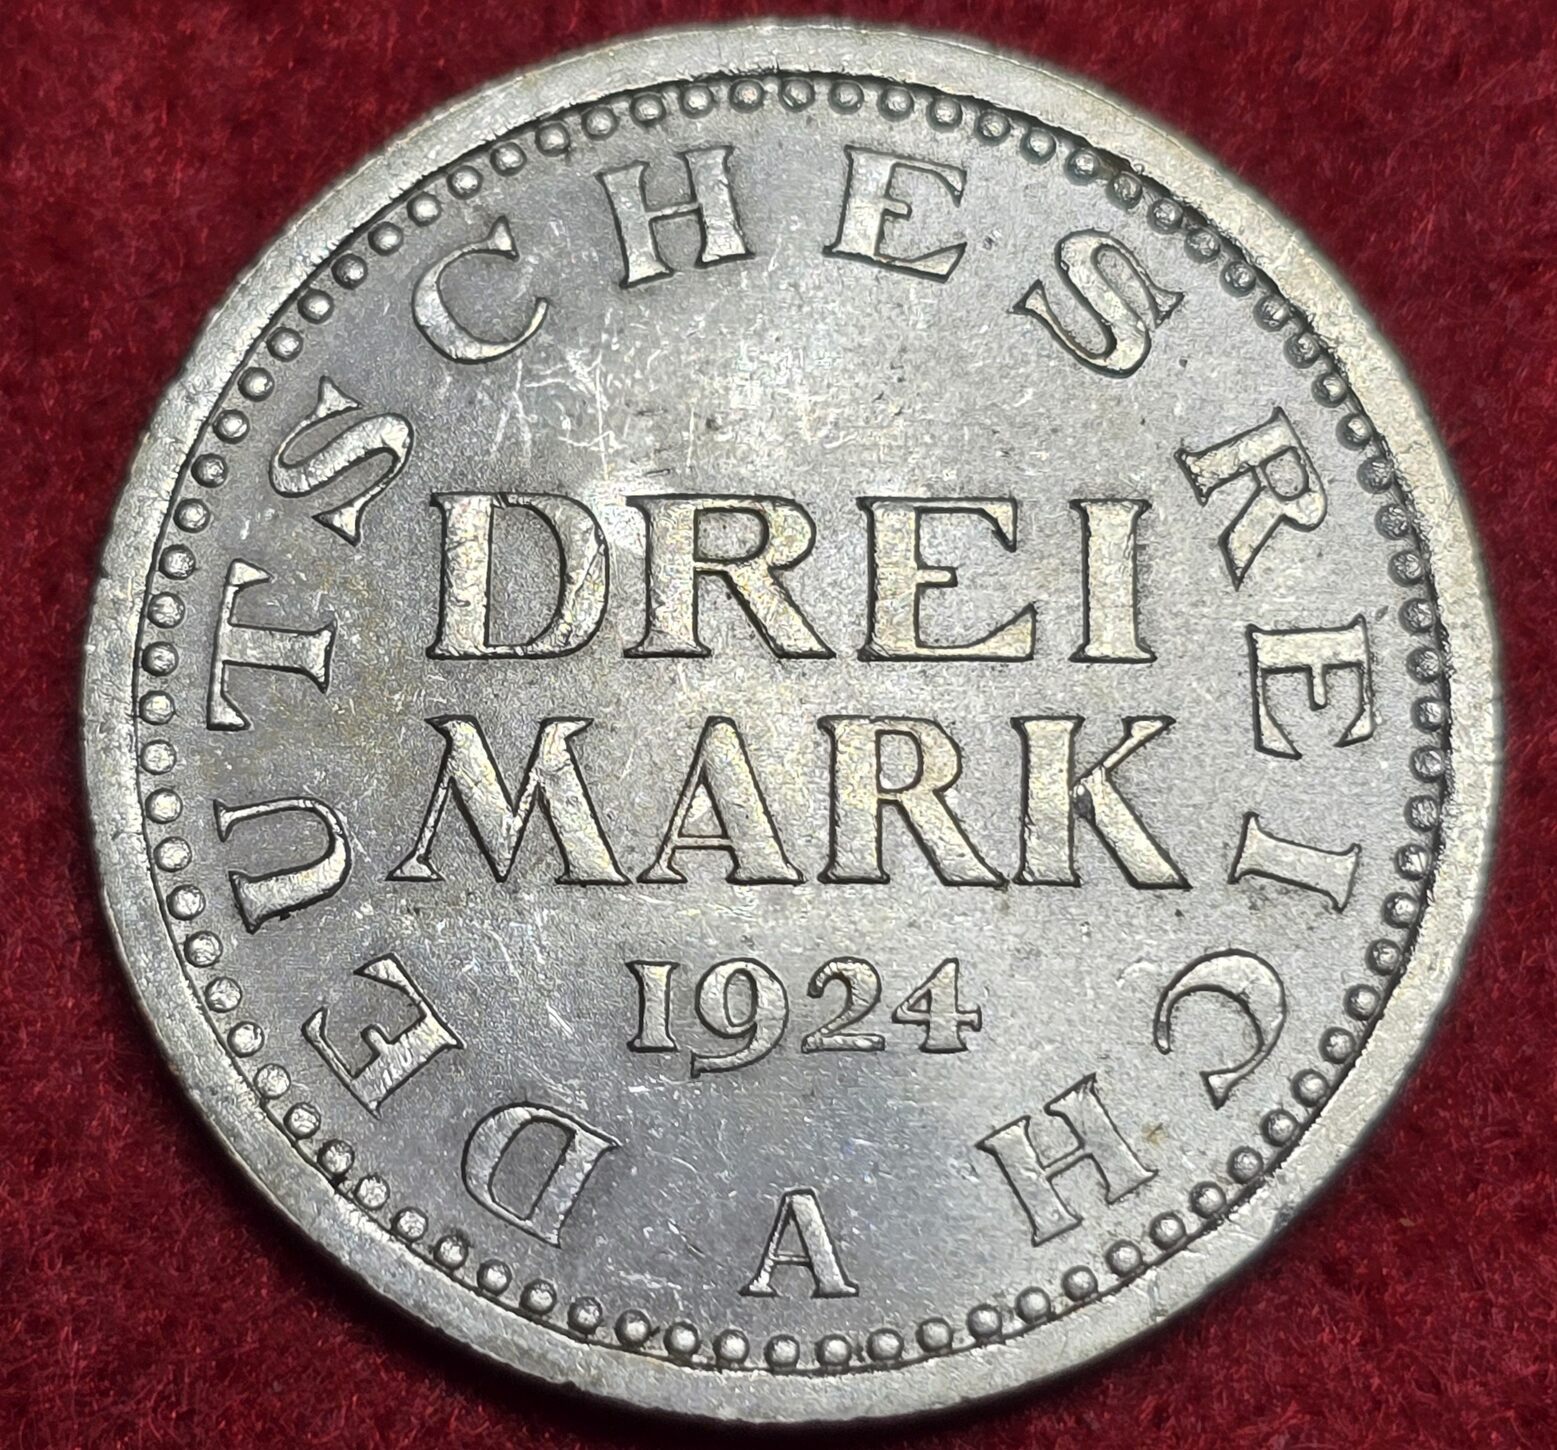 DEUTSCHES REICH
DREI
MARK
1924
A